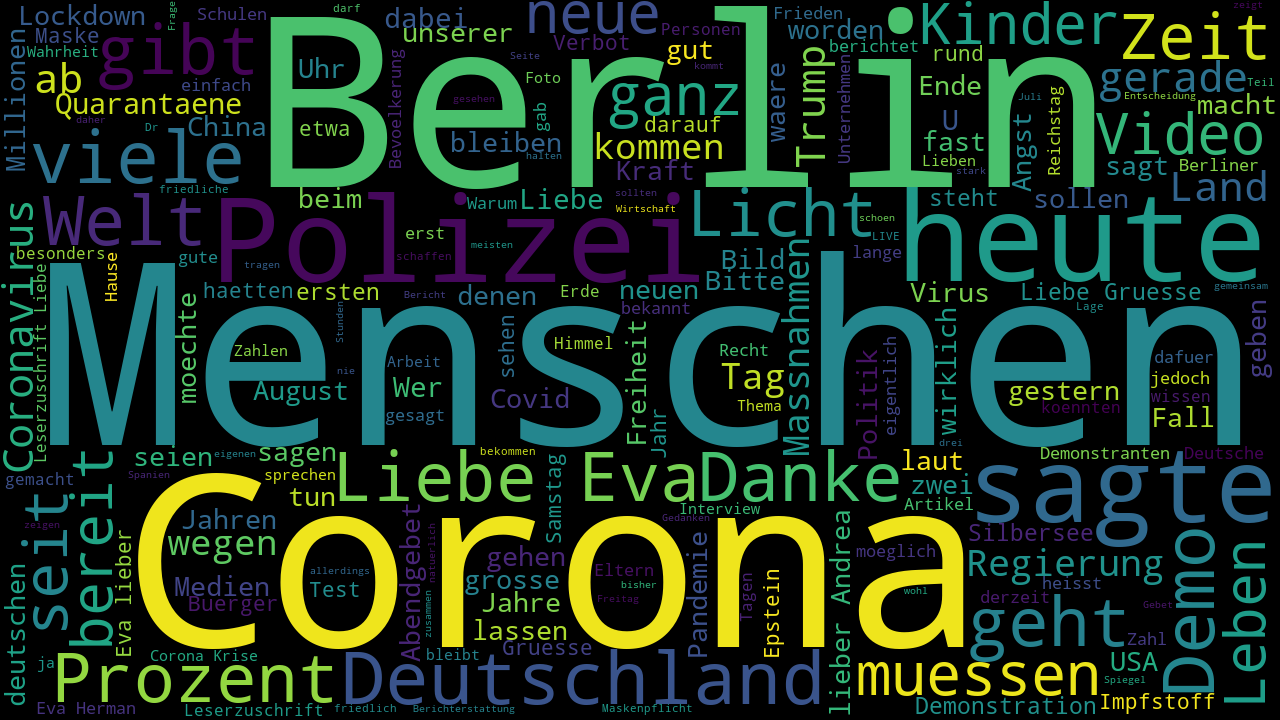 Lockdown
Maske
Wahrheit
Frage
Schulen
darf
dabei
unserer
neue
Verbot
Personen
gut
kommt
Frieden
worden
berichtet
Kinder
rund
Zeit
zeigt
Millionen
ab
gibt
einfach
Quarantaene
Uhr
Berlin
Seite
Foto
ganz
Trump
Ende
gerade
Teil
Entscheidung
macht
viele
daher
Dr
China
etwa
Bevoelkerung
gesehen
gab
darauf
waere
Unternehmen
U
Juli
Reichstag
Video
bleiben
halten
kommen
Kraft
fast
Lieben
stark
Angst
sagt
Berliner
friedliche
beim
Warum
Liebe
sollten
Wirtschaft
Licht
schoen
steht
sollen
Land
Coronavirus
Welt
Polizei
erst
meisten
LIVE
heute
besonders
gute
tragen
schaffen
Bild
lange
Hause
haetten
ersten
Bericht
denen
Erde
neuen
Bitte
Virus
Liebe Gruesse
gemeinsam
Leserzuschrift Liebe
moechte
Stunden
bekannt
Massnahmen
Lage
geben
Menschen
Zahlen
nie
Arbeit
sehen
Himmel
Freiheit
Recht
Politik
eigentlich
wirklich
dafuer
August
Wer
gesagt
Covid
Jahr
Tag
Thema
gestern
jedoch
wissen
koennten
Fall
gemacht
seien
eigenen
sagen
bekommen
drei
Demonstranten
Deutsche
Spanien
sprechen
tun
Liebe
Samstag
Eva
Danke
laut
zwei
Artikel
sagte
zeigen
seit
bereit
Jahren
wegen
Corona
Interview
Gedanken
Silbersee
deutschen
Eva lieber
Medien
allerdings
Test
Abendgebet
natuerlich
gehen
grosse
Eltern
bisher
Pandemie
moeglich
Regierung
heisst
Demo
Leben
Buerger
Jahre
Freitag
Tagen
Epstein
lieber Andrea
wohl
derzeit
Gebet
zusammen
lassen
Gruesse
geht
Zahl
ja
Corona Krise
bleibt
USA
Prozent
Deutschland
muessen
Spiegel
Eva Herman
Leserzuschrift
friedlich
Berichterstattung
Maskenpflicht
Demonstration
Impfstoff